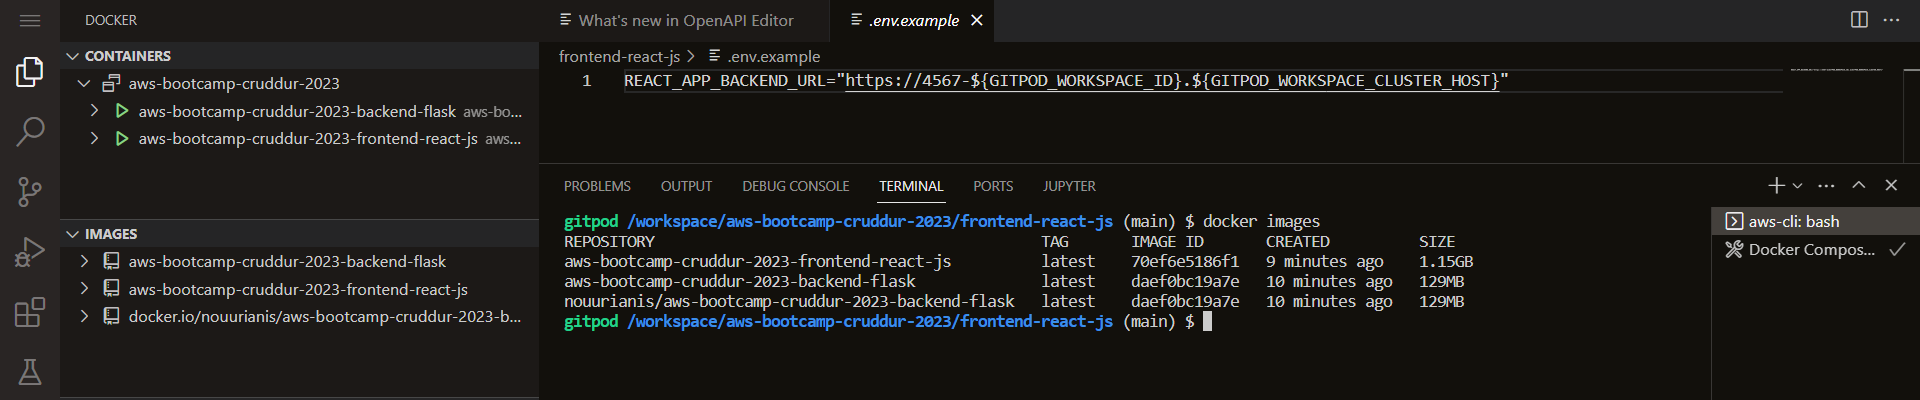 DOCKER
CONTAINERS
aws-bootcamp-cruddur-2023
aws-bootcamp-cruddur-2023-backend-flask aws-bo...
aws-bootcamp-cruddur-2023-frontend-react-js aws...
IMAGES
aws-bootcamp-cruddur-2023-backend-flask
aws-bootcamp-cruddur-2023-frontend-react-js
docker.io/nouurianis/aws-bootcamp-cruddur-2023-b...
What's new in OpenAPI Editor
.env.example
frontend-react-js > .env.example
1 REACT_APP_BACKEND_URL="https://4567-${GITPOD_WORKSPACE_ID}.${GITPOD_WORKSPACE_CLUSTER_HOST}"
PROBLEMS OUTPUT DEBUG CONSOLE TERMINAL PORTS JUPYTER
gitpod /workspace/aws-bootcamp-cruddur-2023/frontend-react-js (main) $ docker images
REPOSITORY TAG IMAGE ID CREATED SIZE
aws-bootcamp-cruddur-2023-frontend-react-js latest 70ef6e5186f1 9 minutes ago 1.15GB
aws-bootcamp-cruddur-2023-backend-flask latest daef0bc19a7e 10 minutes ago 129MB
nouurianis/aws-bootcamp-cruddur-2023-backend-flask latest daef0bc19a7e 10 minutes ago 129MB
gitpod /workspace/aws-bootcamp-cruddur-2023/frontend-react-js (main) $
aws-cli: bash
Docker Compos...